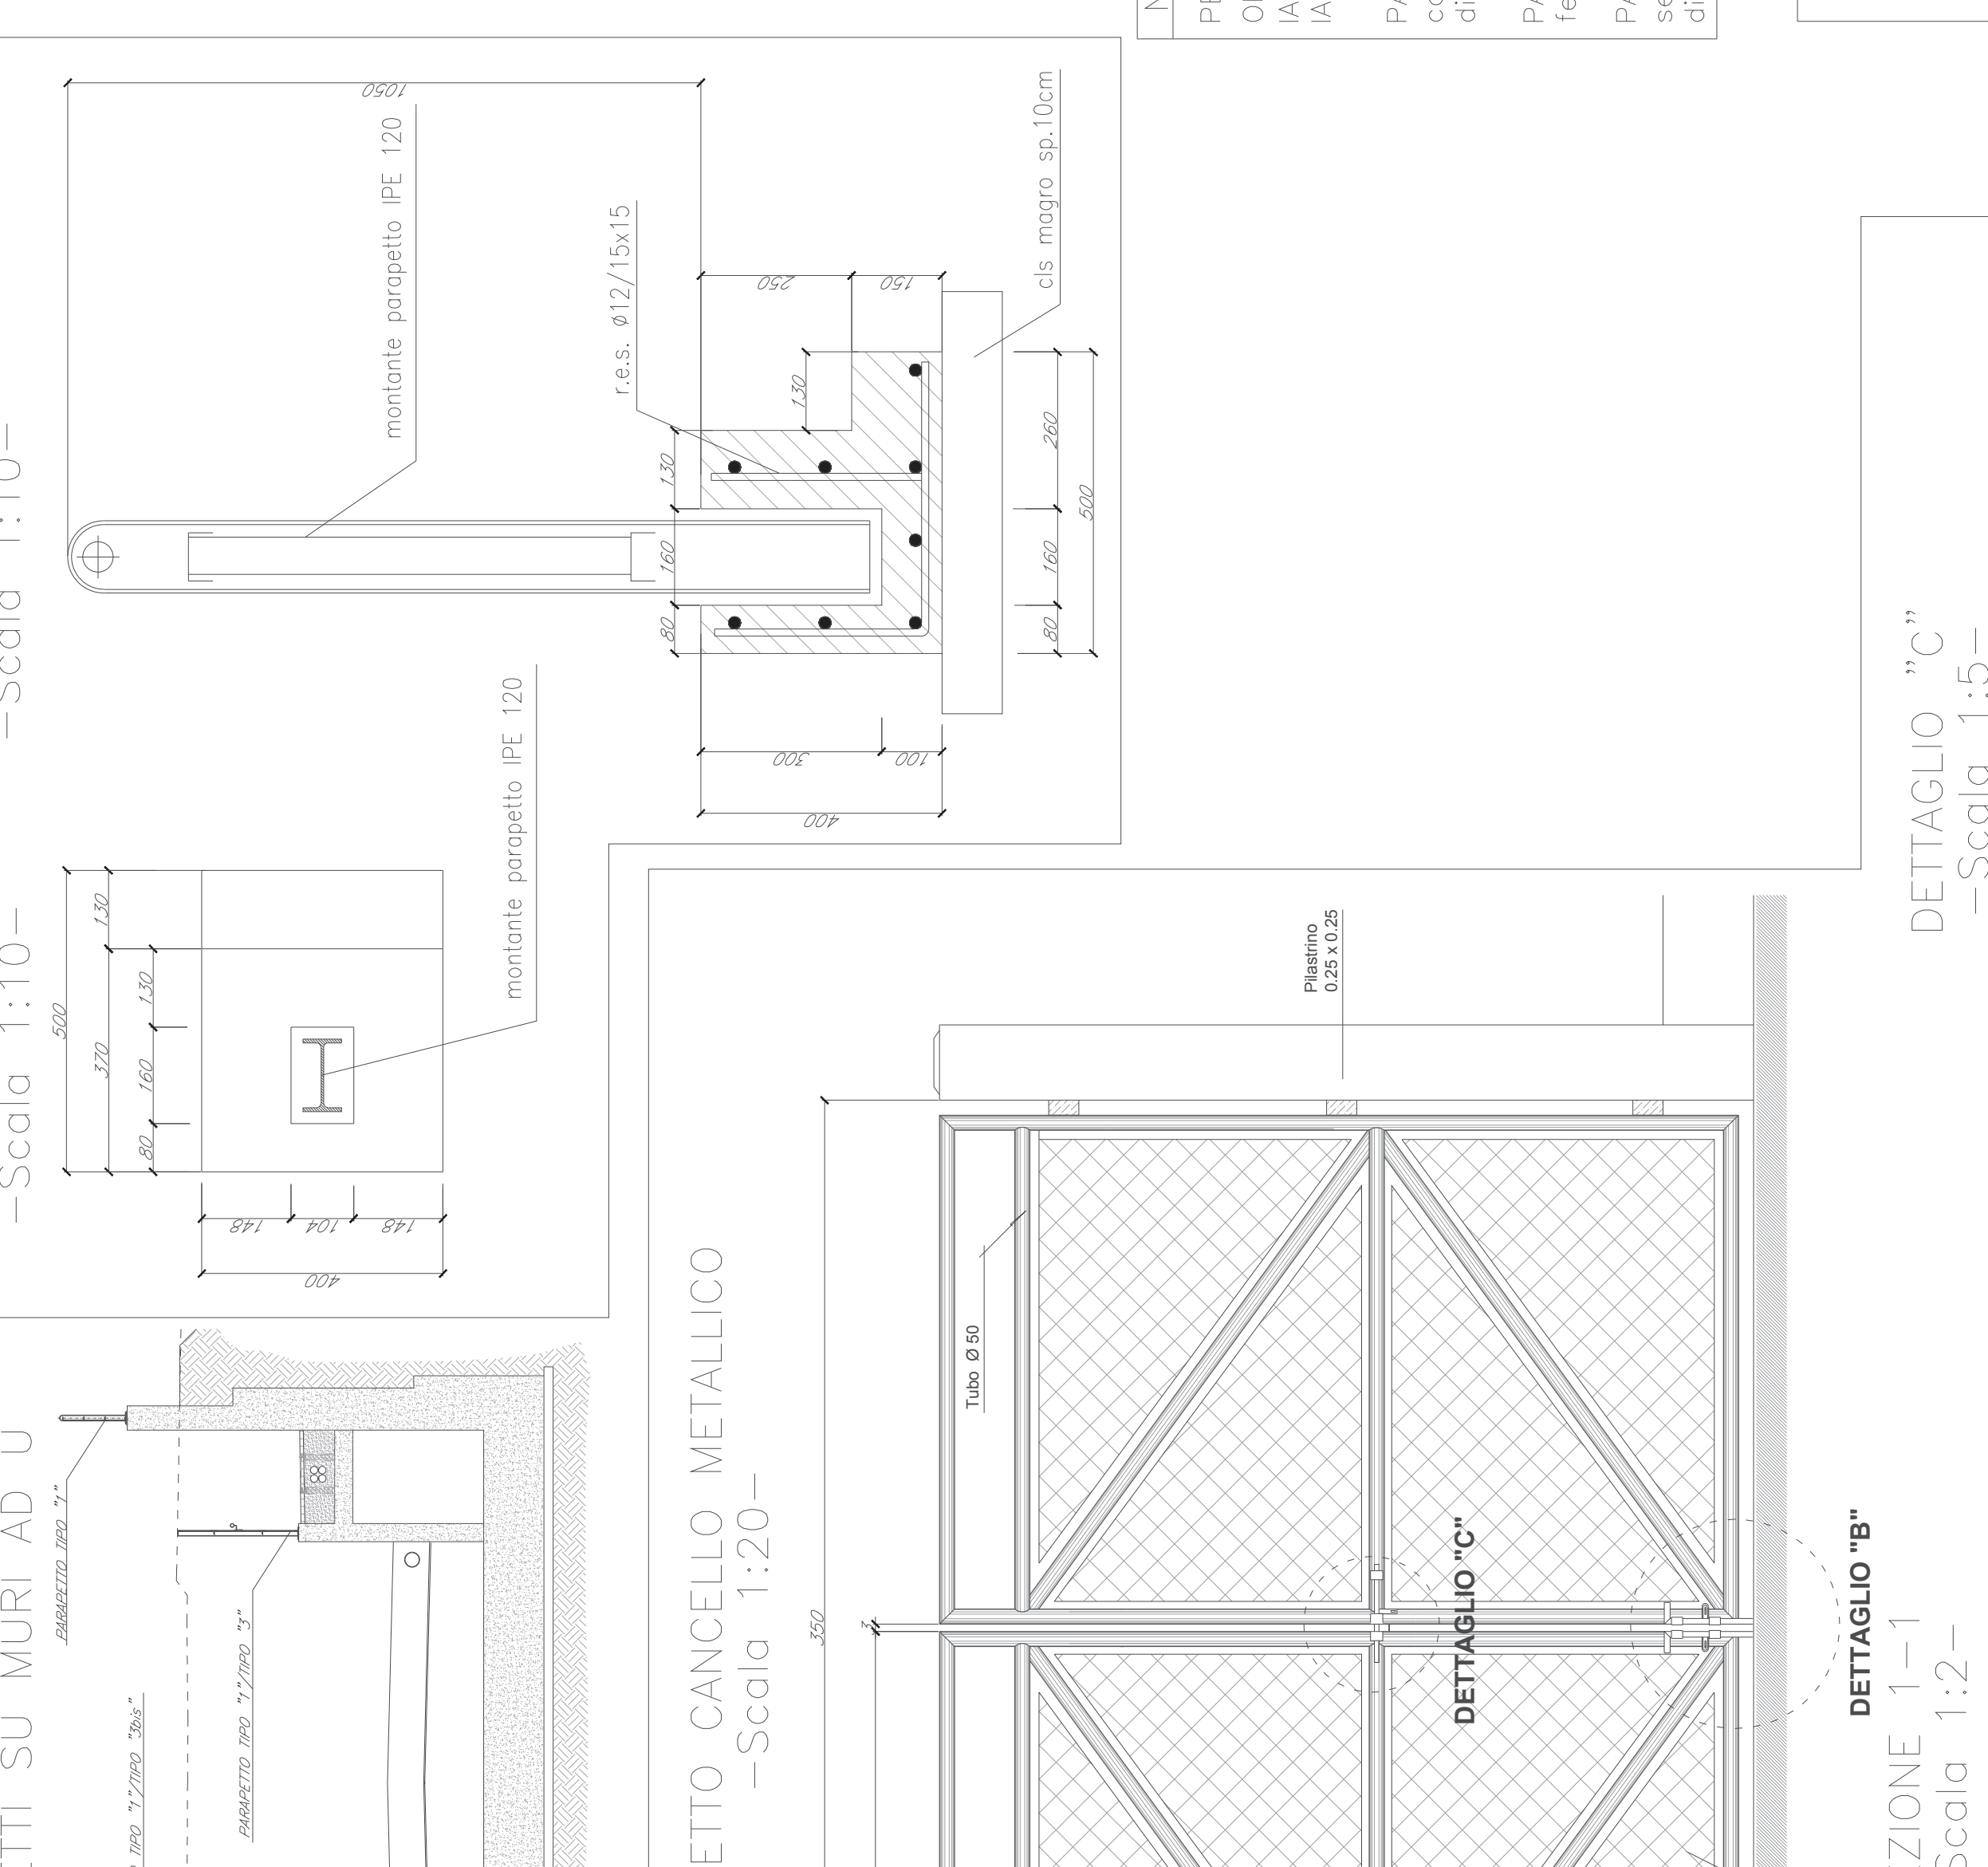 -Scala 1:10-
1050
montante parapetto IPE 120
r.e.s. ø12/15x15
cls magro sp.10cm
250
150
130
130
160
80
260
160
80
500
300
100
400
-Scala 1:10-
500
130
370
130
160
80
148
104
148
400
montante parapetto IPE 120
SU MURI AD U
PARAPETTO TIPO "1"
TIPO "1"/TIPO "3bis"
PARAPETTO TIPO "1"/TIPO "3"
CANCELLO METALLICO
-Scala 1:20-
350
3
Tubo Ø 50
Pilastrino
0.25 x 0.25
DETTAGLIO "C"
DETTAGLIO "B"
DETTAGLIO "C"
-Scala 1:5-
1-1
Scala 1:2-